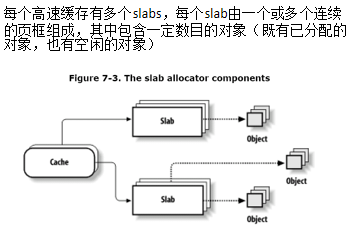 每个高速缓存有多个slabs，每个slab由一个或多个连续
的页框组成，其中包含一定数目的对象（既有已分配的
对象，也有空闲的对象）
Figure 7-3. The slab allocator components
Slab
Object
Cache
Object
Slab
Object